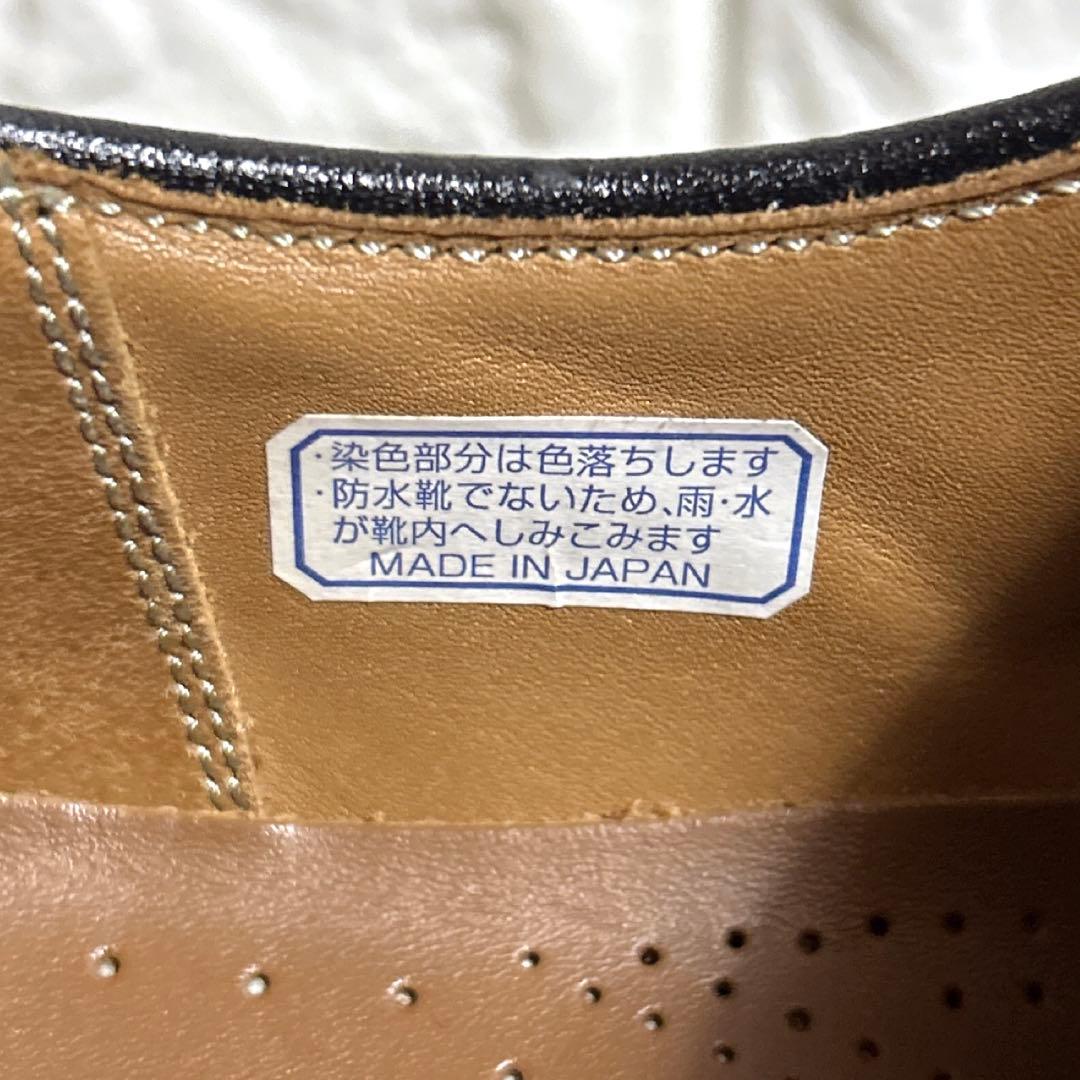 ・染色部分は色落ちします
・防水靴でないため、雨・水
が靴内へしみこみます
MADE IN JAPAN